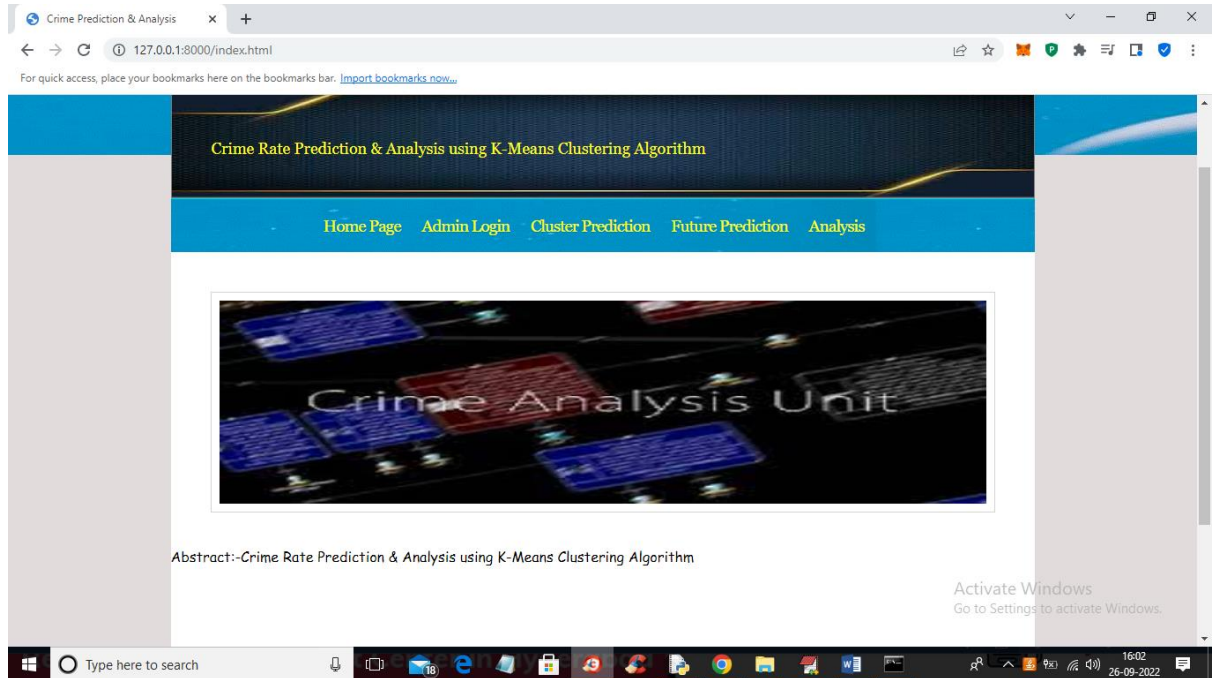 Crime Prediction & Analysis
127.0.0.1:8000/index.html
For quick access, place your bookmarks here on the bookmarks bar. Import bookmarks now...
Crime Rate Prediction & Analysis using K-Means Clustering Algorithm
Home Page Admin Login Cluster Prediction Future Prediction Analysis
Crime Analysis Unit
Abstract:-Crime Rate Prediction & Analysis using K-Means Clustering Algorithm
Activate Windows
Go to Settings to activate Windows.
Type here to search
18
16:02
26-09-2022